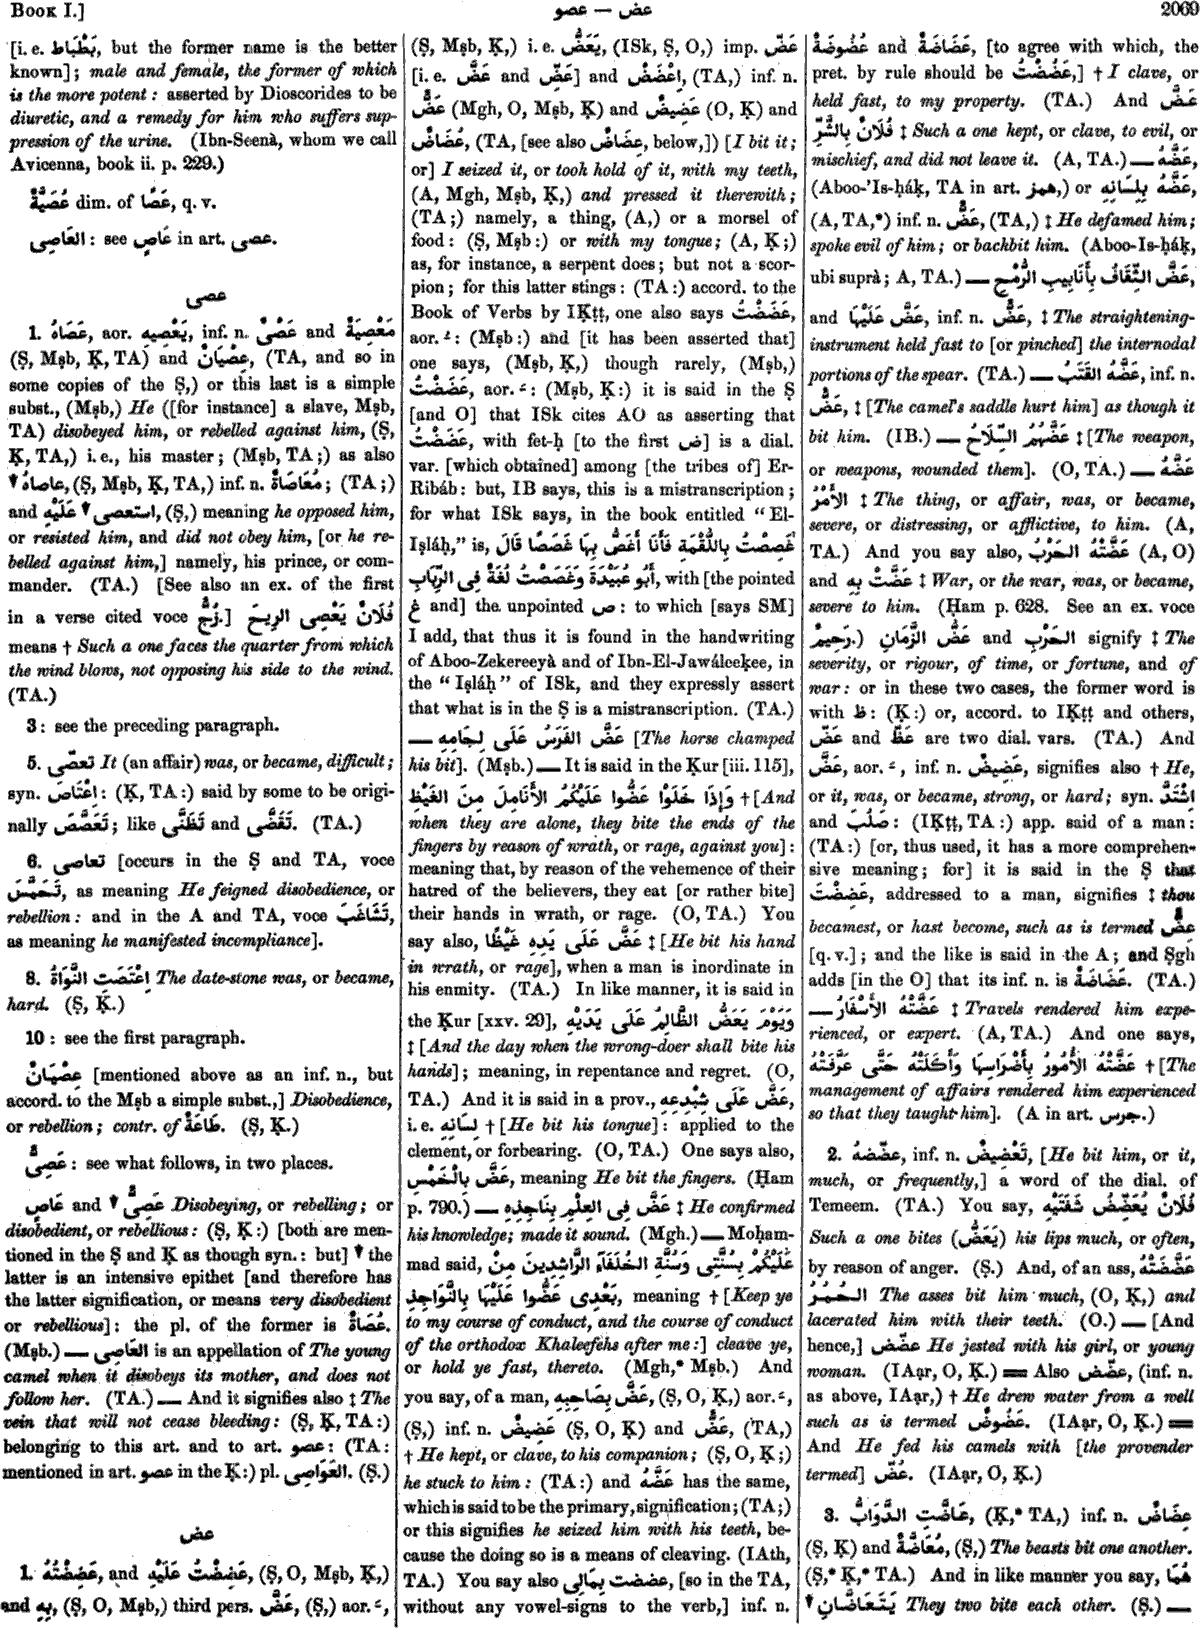 BOOK I.]
عض — عصو
2069
[i. e. بَطْبَاط, but the former name is the better
known]; male and female, the former of which
is the more potent: asserted by Dioscorides to be
diuretic, and a remedy for him who suffers sup-
pression of the urine. (Ibn-Seenà, whom we call
Avicenna, book ii. p. 229.)
عُصَيَّةٌ dim. of عَصًا, q. v.
العَاصِى: see عَاصٍ in art. عصى.
عصى
1. عَصَاهُ, aor. يَعْصِيهِ, inf. n. عَصْىٌ and مَعْصِيَةٌ
(Ṣ, Mṣb, Ḳ, TA) and عِصْيَانٌ, (TA, and so in
some copies of the Ṣ,) or this last is a simple
subst., (Mṣb,) He ([for instance] a slave, Mṣb,
TA) disobeyed him, or rebelled against him, (Ṣ,
Ḳ, TA,) i. e., his master; (Mṣb, TA;) as also
▼ عاصاهُ, (Ṣ, Mṣb, Ḳ, TA,) inf. n. مُعَاصَاةٌ; (TA;)
and ▼ استعصى عَلَيْهِ, (Ṣ,) meaning he opposed him,
or resisted him, and did not obey him, [or he re-
belled against him,] namely, his prince, or com-
mander. (TA.) [See also an ex. of the first
in a verse cited voce زُجٌّ.] فُلَانٌ يَعْصِى الرِّيحَ
means † Such a one faces the quarter from which
the wind blows, not opposing his side to the wind.
(TA.)
3: see the preceding paragraph.
5. تعصّى It (an affair) was, or became, difficult;
syn. اِعْتَاصَ: (Ḳ, TA:) said by some to be origi-
nally تَعَصَّصَ; like تَظَنَّى and تَقَضَّى. (TA.)
6. تعاصى [occurs in the Ṣ and TA, voce
تَحَمَّسَ, as meaning He feigned disobedience, or
rebellion: and in the A and TA, voce تَشَاغَبَ,
as meaning he manifested incompliance].
8. اِعْتَصَتِ النَّوَاةُ The date-stone was, or became,
hard. (Ṣ, Ḳ.)
10: see the first paragraph.
عِصْيَانٌ [mentioned above as an inf. n., but
accord. to the Mṣb a simple subst.,] Disobedience,
or rebellion; contr. of طَاعَةٌ. (Ṣ, Ḳ.)
عَصِىٌّ: see what follows, in two places.
عَاصٍ and ▼ عَصِىٌّ Disobeying, or rebelling; or
disobedient, or rebellious: (Ṣ, Ḳ:) [both are men-
tioned in the Ṣ and Ḳ as though syn.: but] ▼ the
latter is an intensive epithet [and therefore has
the latter signification, or means very disobedient
or rebellious]: the pl. of the former is عُصَاةٌ.
(Mṣb.) — العَاصِى is an appellation of The young
camel when it disobeys its mother, and does not
follow her. (TA.) — And it signifies also ‡ The
vein that will not cease bleeding: (Ṣ, Ḳ, TA:)
belonging to this art. and to art. عصو: (TA:
mentioned in art. عصو in the Ḳ:) pl. العَوَاصِى. (Ṣ.)
عض
1. عَضِضْتُهُ, and عَضِضْتُ عَلَيْهِ, (Ṣ, O, Mṣb, Ḳ,)
and بِهِ, (Ṣ, O, Mṣb,) third pers. عَضَّ, (Ṣ,) aor. ـَ,
(Ṣ, Mṣb, Ḳ,) i. e. يَعَضُّ, (ISk, Ṣ, O,) imp. عَضّ
[i. e. عَضَّ and عَضِّ] and اِعْضَضْ, (TA,) inf. n.
عَضٌّ (Mgh, O, Mṣb, Ḳ) and عَضِيضٌ (O, Ḳ) and
عِضَاضٌ, (TA, [see also عِضَاضٌ, below,]) [I bit it;
or] I seized it, or took hold of it, with my teeth,
(A, Mgh, Mṣb, Ḳ,) and pressed it therewith;
(TA;) namely, a thing, (A,) or a morsel of
food: (Ṣ, Mṣb:) or with my tongue; (A, Ḳ;)
as, for instance, a serpent does; but not a scor-
pion; for this latter stings: (TA:) accord. to the
Book of Verbs by IḲṭṭ, one also says عَضَضْتُ
aor. ـُ: (Mṣb:) and [it has been asserted that]
one says, (Mṣb, Ḳ,) though rarely, (Mṣb,)
عَضَضْتُ, aor. ـَ: (Mṣb, Ḳ:) it is said in the Ṣ
[and O] that ISk cites AO as asserting that
عَضَضْتُ, with fet-ḥ [to the first ض] is a dial.
var. [which obtained] among [the tribes of] Er-
Ribáb: but, IB says, this is a mistranscription;
for what ISk says, in the book entitled “El-
Iṣláḥ,” is, غَصِصْتُ بِاللُّقْمَةِ فَأَنَا أَغَصُّ بِهَا غَصَصًا قَالَ
أَبُو عُبَيْدَةَ وَغَصَصْتُ لُغَةٌ فِى الرِّبَابِ, with [the pointed
غ and] the unpointed ص: to which [says SM]
I add, that thus it is found in the handwriting
of Aboo-Zekereeyà and of Ibn-El-Jawáleeḳee, in
the “Iṣláḥ” of ISk, and they expressly assert
that what is in the Ṣ is a mistranscription. (TA.)
— عَضَّ الفَرَسُ عَلَى لِجَامِهِ [The horse champed
his bit]. (Mṣb.) — It is said in the Ḳur [iii. 115],
وَإِذَا خَلَوْا عَضُّوا عَلَيْكُمُ الأَنَامِلَ مِنَ الغَيْظِ † [And
when they are alone, they bite the ends of the
fingers by reason of wrath, or rage, against you]:
meaning that, by reason of the vehemence of their
hatred of the believers, they eat [or rather bite]
their hands in wrath, or rage. (O, TA.) You
say also, عَضَّ عَلَى يَدِهِ غَيْظًا ‡ [He bit his hand
in wrath, or rage], when a man is inordinate in
his enmity. (TA.) In like manner, it is said in
the Ḳur [xxv. 29], وَيَوْمَ يَعَضُّ الظَّالِمُ عَلَى يَدَيْهِ
‡ [And the day when the wrong-doer shall bite his
hands]; meaning, in repentance and regret. (O,
TA.) And it is said in a prov., عَضَّ عَلَى شِبْدِعِهِ,
i. e. لِسَانِهِ † [He bit his tongue]: applied to the
clement, or forbearing. (O, TA.) One says also,
عَضَّ بِالْخَمْسِ, meaning He bit the fingers. (Ḥam
p. 790.) — عَضَّ فِى العِلْمِ بِنَاجِذِهِ ‡ He confirmed
his knowledge; made it sound. (Mgh.) — Moḥam-
mad said, عَلَيْكُمْ بِسُنَّتِى وَسُنَّةِ الخُلَفَآءِ الرَّاشِدِينَ مِنْ
بَعْدِى عَضُّوا عَلَيْهَا بِالنَّوَاجِذِ, meaning † [Keep ye
to my course of conduct, and the course of conduct
of the orthodox Khaleefehs after me:] cleave ye,
or hold ye fast, thereto. (Mgh,* Mṣb.) And
you say, of a man, عَضَّ بِصَاحِبِهِ, (Ṣ, O, Ḳ,) aor. ـَ,
(Ṣ,) inf. n. عَضِيضٌ (Ṣ, O, Ḳ) and عَضٌّ, (TA,)
† He kept, or clave, to his companion; (Ṣ, O, Ḳ;)
he stuck to him: (TA:) and عَضَّهُ has the same,
which is said to be the primary, signification; (TA;)
or this signifies he seized him with his teeth, be-
cause the doing so is a means of cleaving. (IAth,
TA.) You say also عضضت بِمَالِى, [so in the TA,
without any vowel-signs to the verb,] inf. n.
عُضُوضَةٌ and عَضَاضَةٌ, [to agree with which, the
pret. by rule should be عَضُضْتُ,] † I clave, or
held fast, to my property. (TA.) And عَضَّ
فُلَانٌ بِالشَّرِّ ‡ Such a one kept, or clave, to evil, or
mischief, and did not leave it. (A, TA.) — عَضَّهُ,
(Aboo-’Is-ḥáḳ, TA in art. همز,) or عَضَّهُ بِلِسَانِهِ
(A, TA,*) inf. n. عَضٌّ, (TA,) ‡ He defamed him;
spoke evil of him; or backbit him. (Aboo-Is-ḥáḳ,
ubi suprà; A, TA.) — عَضَّ الثِّقَافُ بِأَنَابِيبِ الرُّمْحِ,
and عَضَّ عَلَيْهَا, inf. n. عَضٌّ, ‡ The straightening-
instrument held fast to [or pinched] the internodal
portions of the spear. (TA.) — عَضَّهُ القَتَبُ, inf. n.
عَضٌّ, ‡ [The camel's saddle hurt him] as though it
bit him. (IB.) — عَضَّهُمُ السِّلَاحُ ‡ [The weapon,
or weapons, wounded them]. (O, TA.) — عَضَّهُ
الأَمْرُ ‡ The thing, or affair, was, or became,
severe, or distressing, or afflictive, to him. (A,
TA.) And you say also, عَضَّتْهُ الحَرْبُ (A, O)
and عَضَّتْ بِهِ ‡ War, or the war, was, or became,
severe to him. (Ḥam p. 628. See an ex. voce
رَحِيمٌ.) عَضُّ الزَّمَانِ and الحَرْبِ signify ‡ The
severity, or rigour, of time, or fortune, and of
war: or in these two cases, the former word is
with ظ: (Ḳ:) or, accord. to IḲṭṭ and others,
عَضّ and عَظّ are two dial. vars. (TA.) And
عَضَّ, aor. ـَ, inf. n. عَضِيضٌ, signifies also † He,
or it, was, or became, strong, or hard; syn. اشْتَدَّ
and صَلُبَ: (IḲṭṭ, TA:) app. said of a man:
(TA:) [or, thus used, it has a more comprehen-
sive meaning; for] it is said in the Ṣ that
عَضِضْتَ, addressed to a man, signifies ‡ thou
becamest, or hast become, such as is termed عِضّ
[q. v.]; and the like is said in the A; and Ṣgh
adds [in the O] that its inf. n. is عَضَاضَةٌ. (TA.)
— عَضَّتْهُ الأَسْفَارُ ‡ Travels rendered him expe-
rienced, or expert. (A, TA.) And one says,
عَضَّتْهُ الأُمُورُ بِأَضْرَاسِهَا وَأَكَلَتْهُ حَتَّى عَرَّفَتْهُ † [The
management of affairs rendered him experienced
so that they taught him]. (A in art. جرس.)
2. عَضّضهُ, inf. n. تَعْضِيضٌ, [He bit him, or it,
much, or frequently,] a word of the dial. of
Temeem. (TA.) You say, فُلَانٌ يُعَضِّضُ شَفَتَيْهِ
Such a one bites (يَعَضُّ) his lips much, or often,
by reason of anger. (Ṣ.) And, of an ass, عَضَّضَتْهُ
الحُمُرُ The asses bit him much, (O, Ḳ,) and
lacerated him with their teeth. (O.) — [And
hence,] عضّض He jested with his girl, or young
woman. (IAạr, O, Ḳ.) ＝ Also عضّض, (inf. n.
as above, IAạr,) † He drew water from a well
such as is termed عَضُوضٌ. (IAạr, O, Ḳ.) ＝
And He fed his camels with [the provender
termed] عُضّ. (IAạr, O, Ḳ.)
3. عَاضَّتِ الدَّوَابُّ, (Ḳ,* TA,) inf. n. عِضَاضٌ
(Ṣ, Ḳ) and مُعَاضَّةٌ, (Ṣ,) The beasts bit one another.
(Ṣ,* Ḳ,* TA.) And in like manner you say, هُمَا
▼ يَتَعَاضَّانِ They two bite each other. (Ṣ.) —